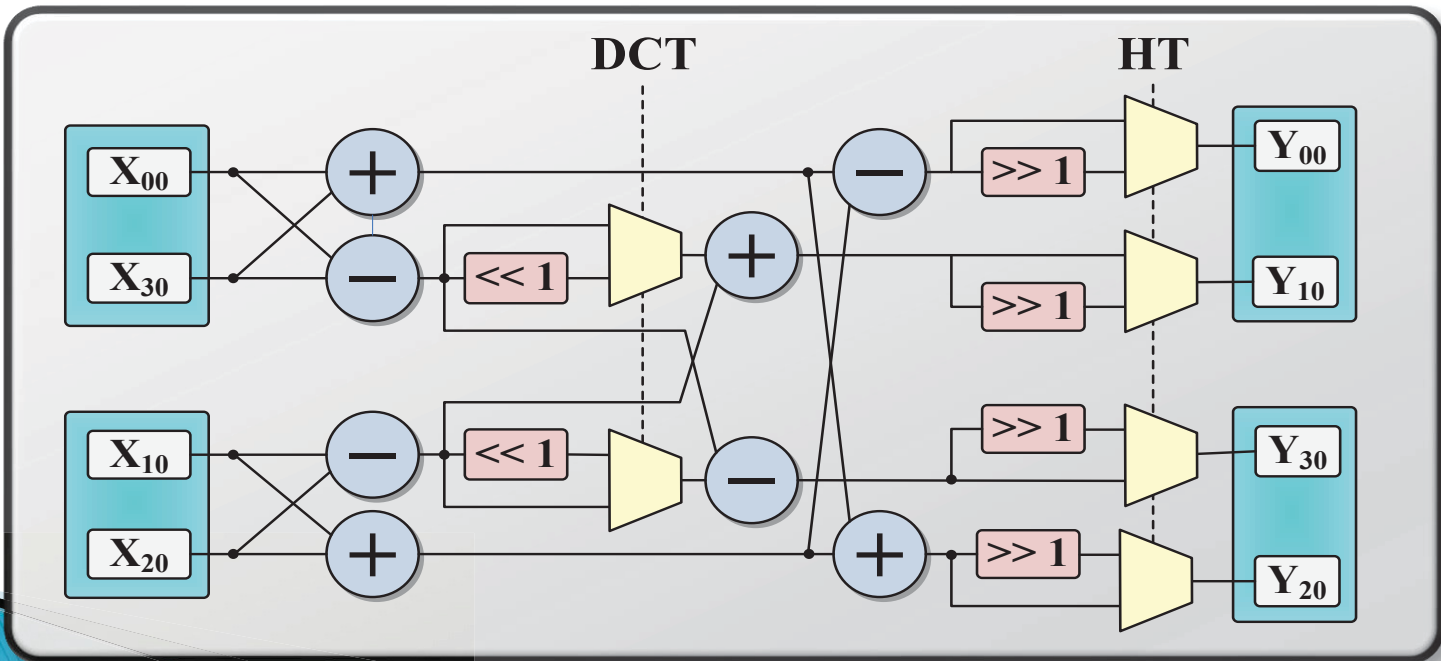 DCT
HT
X₀₀
+
−
>> 1
Y₀₀
X₃₀
−
<< 1
+
>> 1
Y₁₀
X₁₀
−
<< 1
−
>> 1
Y₃₀
X₂₀
+
+
>> 1
Y₂₀